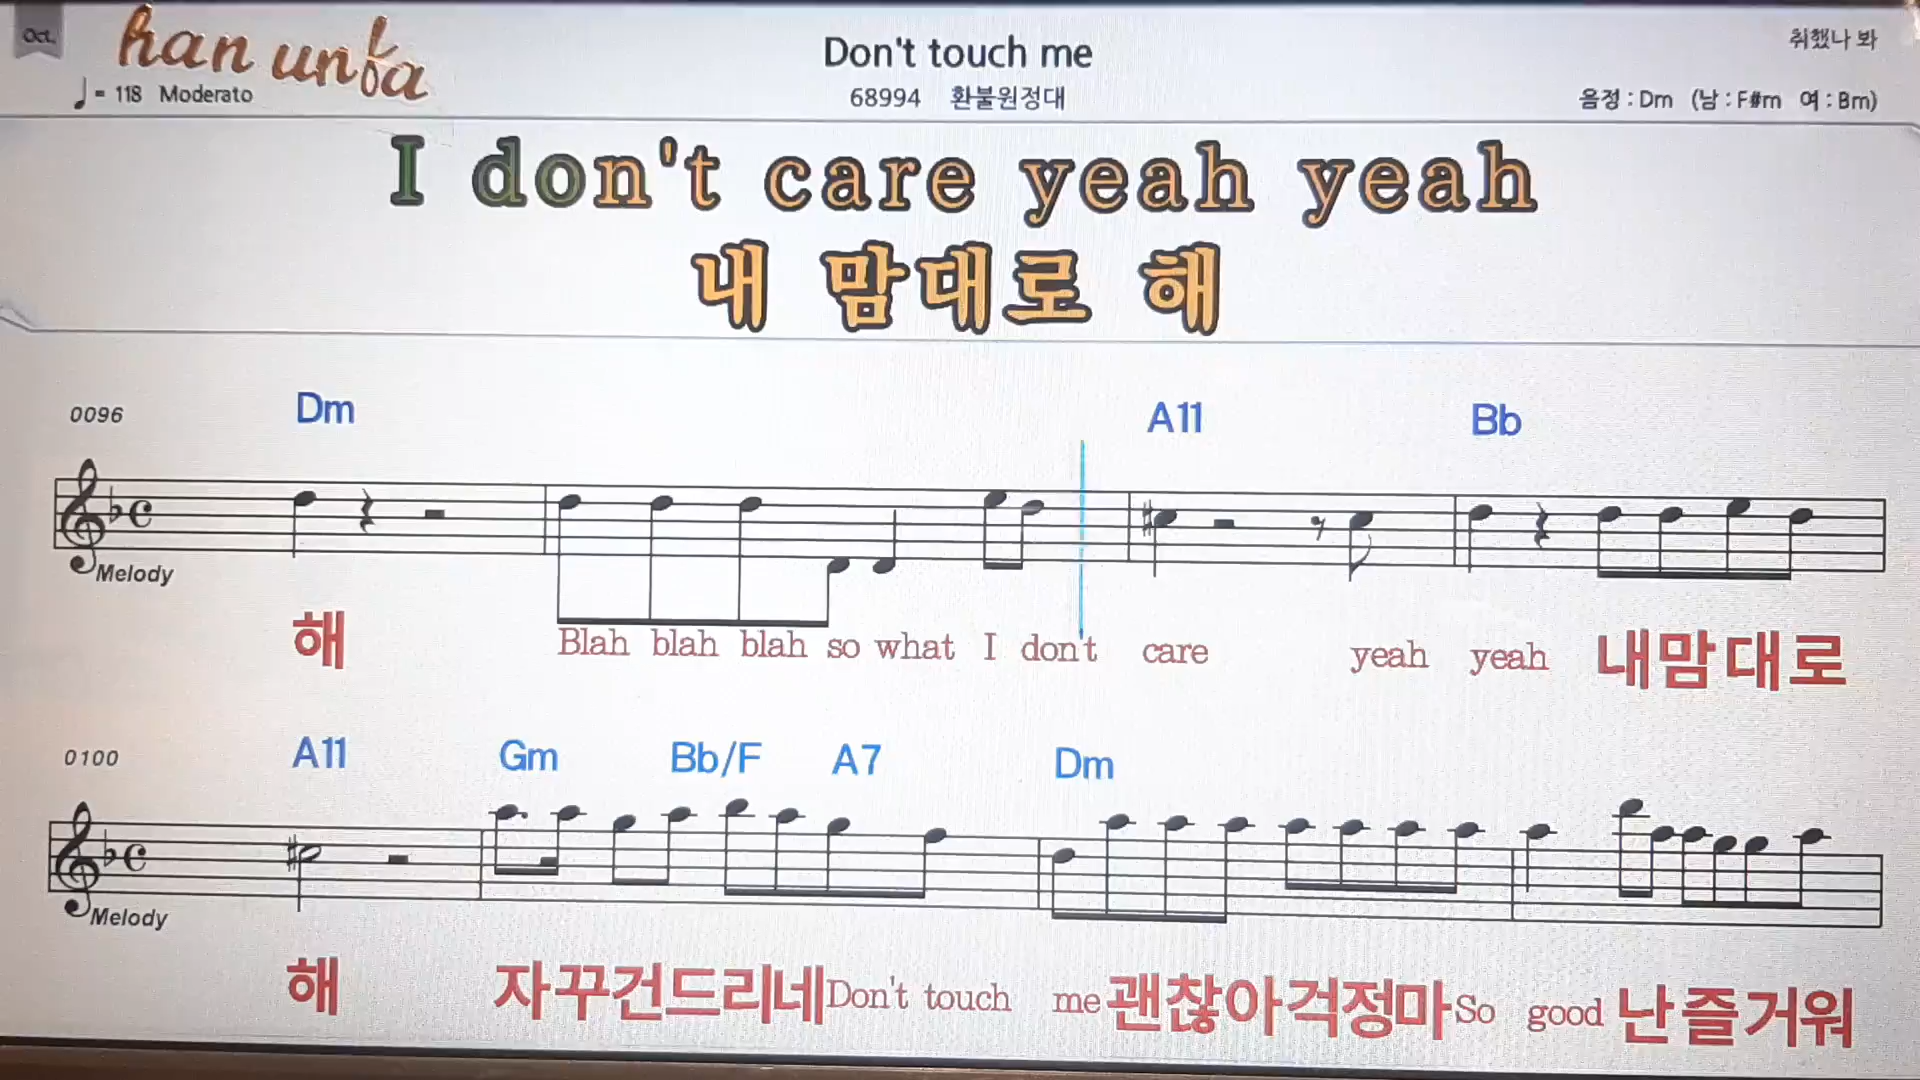 Oct.
han unba
Don't touch me
취했나 봐
♩= 118 Moderato
68994 환불원정대
음정 : Dm (남 : F#m 여 : Bm)
I don't care yeah yeah
내 맘대로 해
0096 Dm A11 Bb
Melody
해 Blah blah blah so what I don't care yeah yeah 내맘대로
0100 A11 Gm Bb/F A7 Dm
Melody
해 자꾸건드리네Don't touch me괜찮아걱정마So good 난즐거워